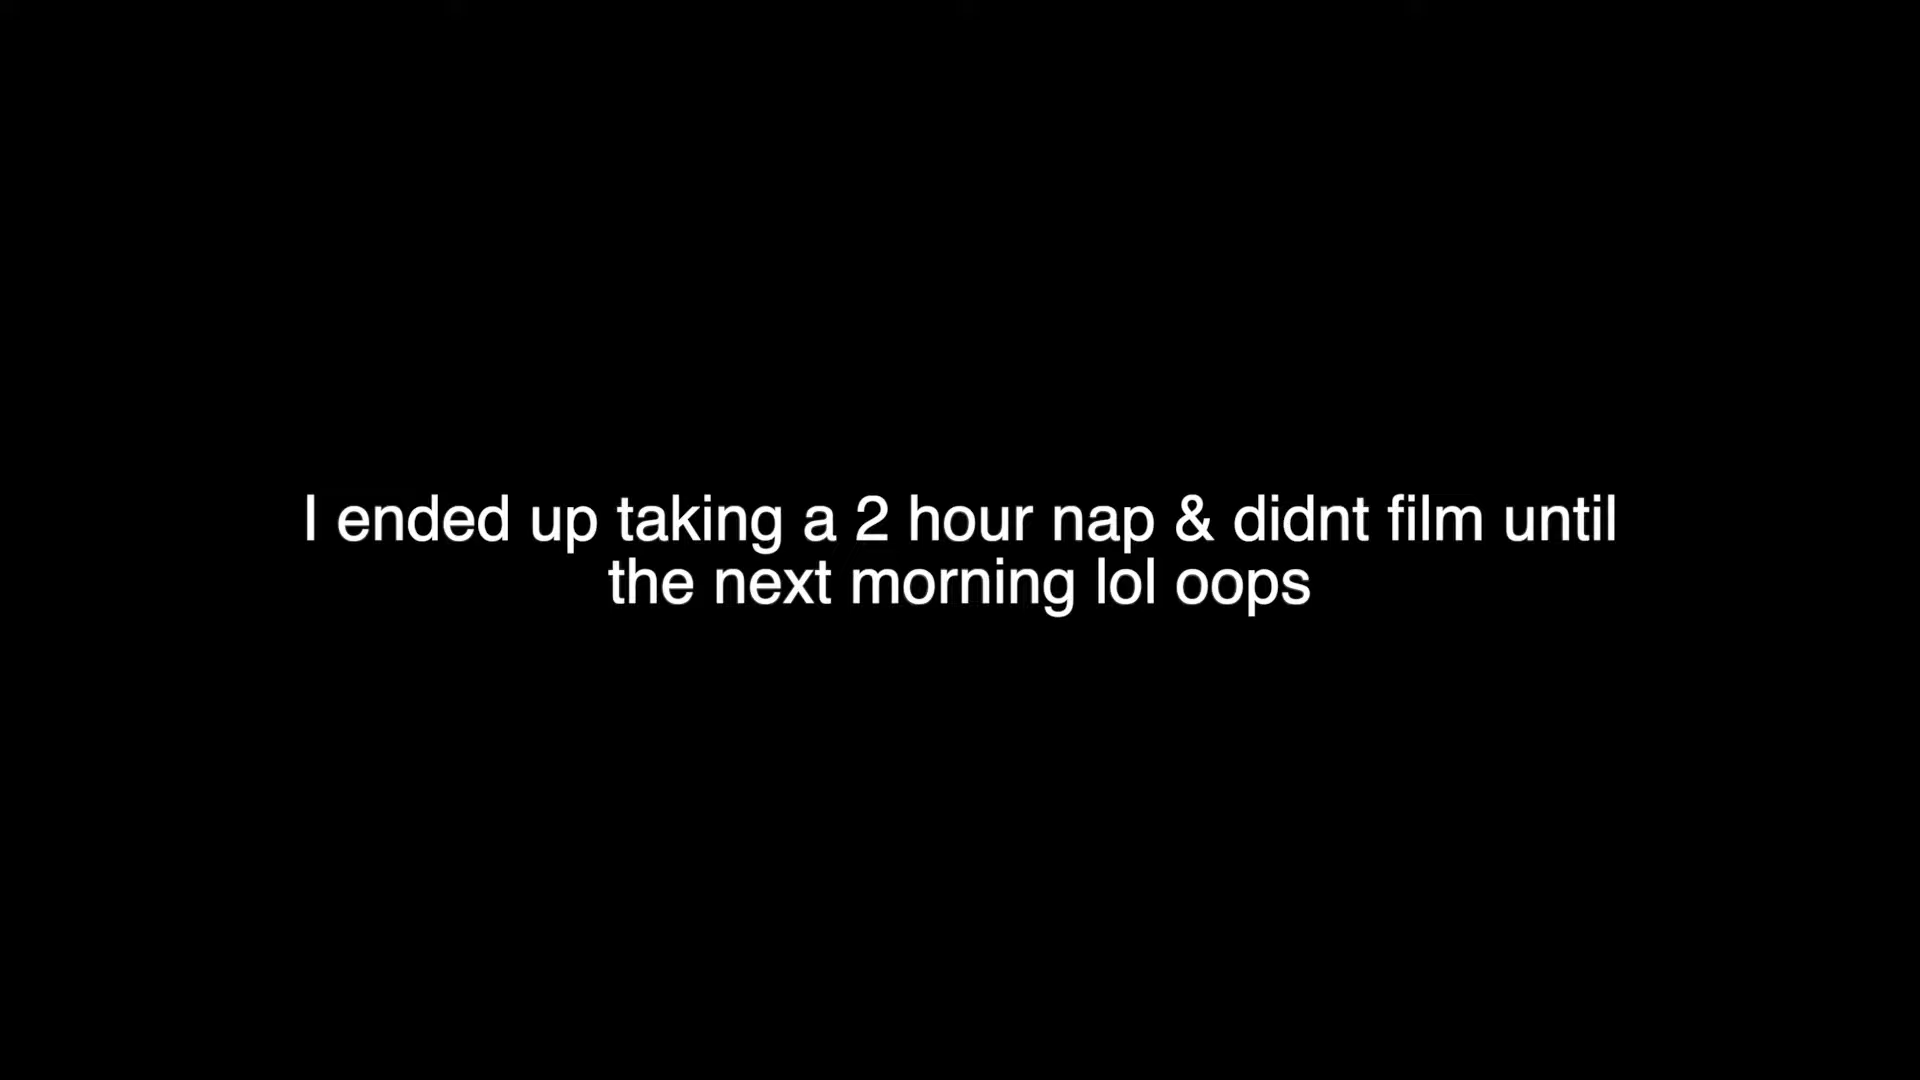 I ended up taking a 2 hour nap & didnt film until
the next morning lol oops